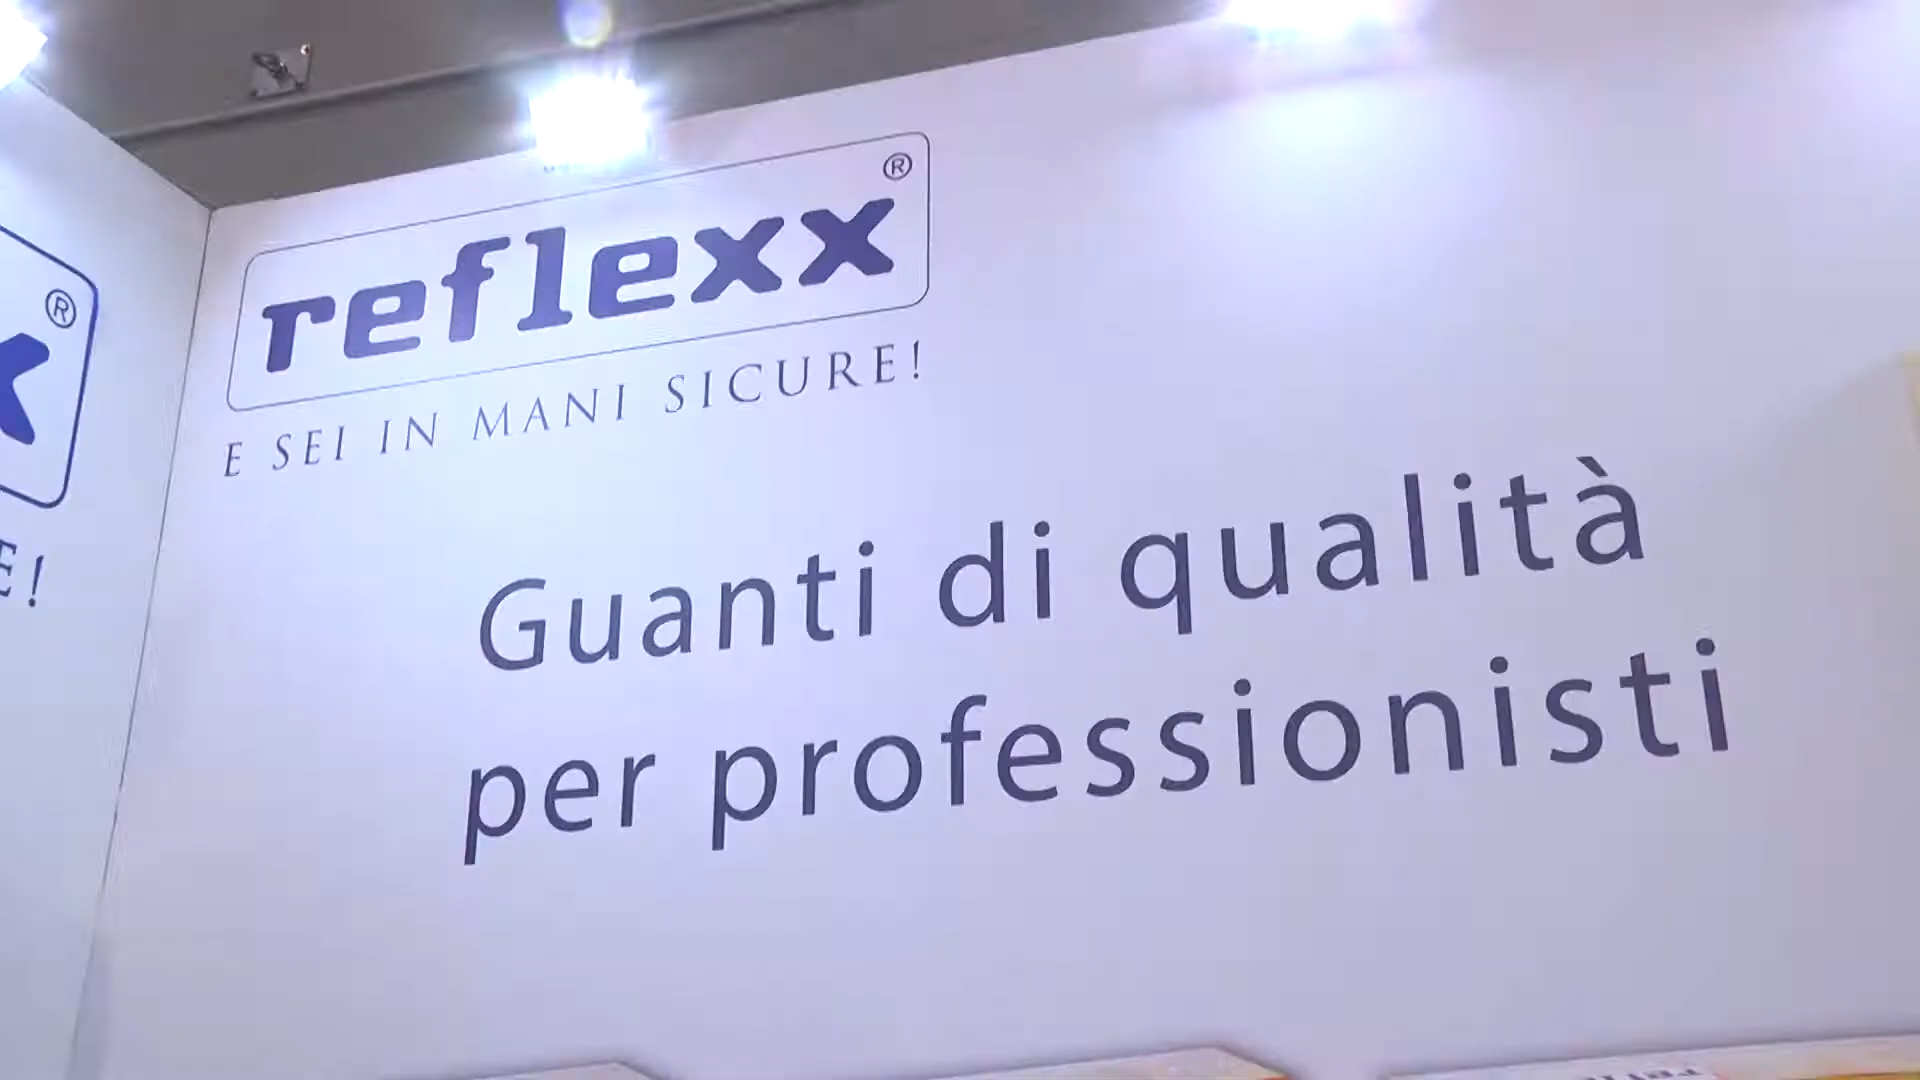 reflexx®
E SEI IN MANI SICURE!
Guanti di qualità
per professionisti
x®
E!